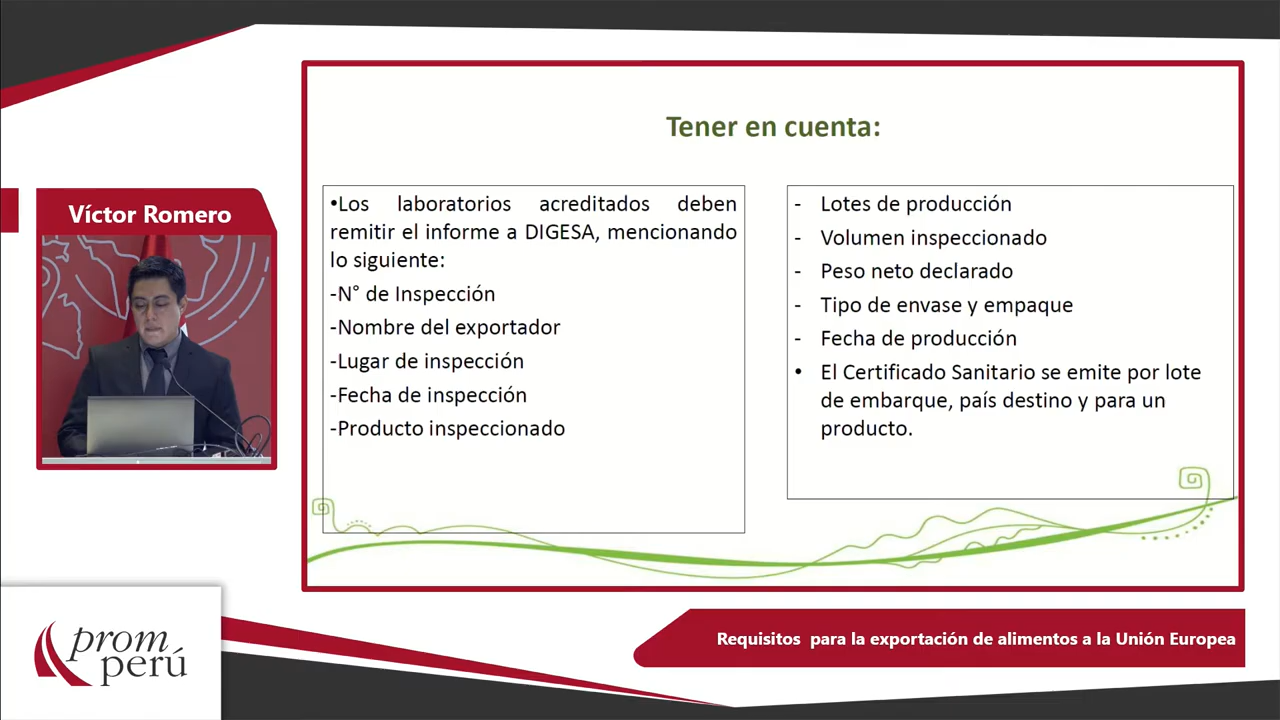 Tener en cuenta:
Víctor Romero
•Los laboratorios acreditados deben
remitir el informe a DIGESA, mencionando
lo siguiente:
-N° de Inspección
-Nombre del exportador
-Lugar de inspección
-Fecha de inspección
-Producto inspeccionado
- Lotes de producción
- Volumen inspeccionado
- Peso neto declarado
- Tipo de envase y empaque
- Fecha de producción
• El Certificado Sanitario se emite por lote
de embarque, país destino y para un
producto.
prom
perú
Requisitos para la exportación de alimentos a la Unión Europea